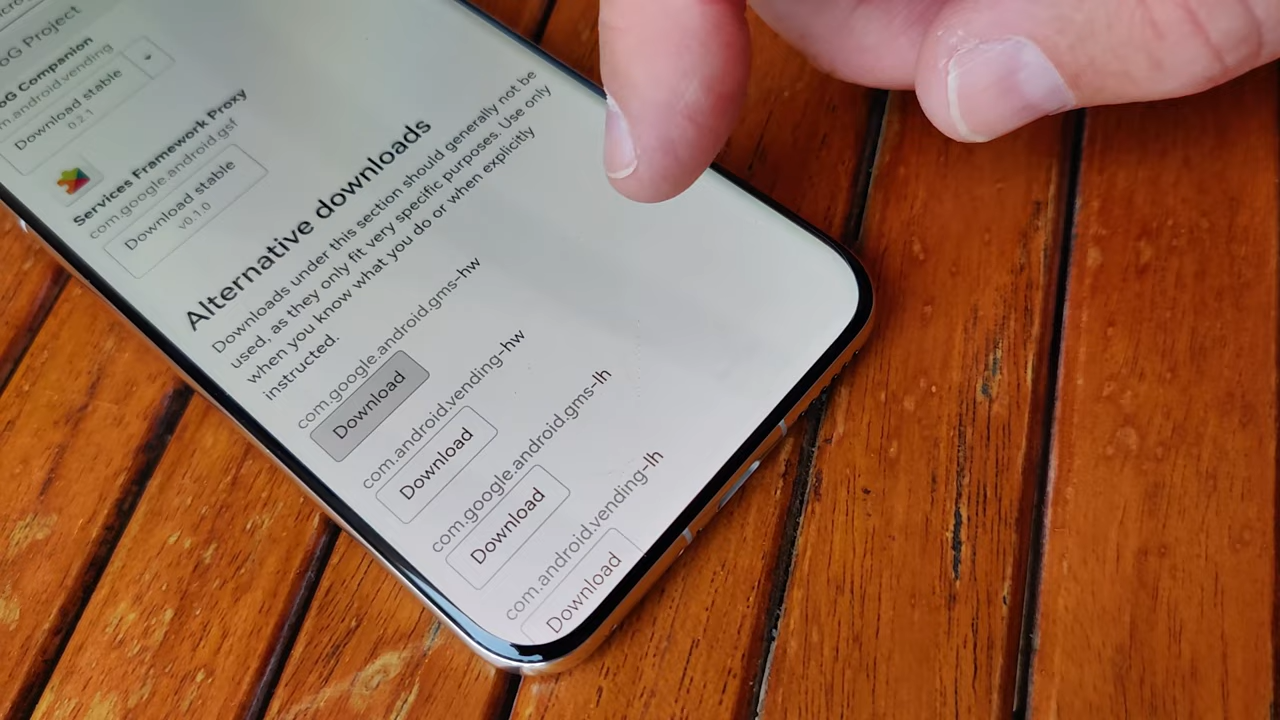 oG Project
oG Companion
m.android.vending
Download stable
0.2.1
Services Framework Proxy
com.google.android.gsf
Download stable
v0.1.0
Alternative downloads
Downloads under this section should generally not be
used, as they only fit very specific purposes. Use only
when you know what you do or when explicitly
instructed.
com.google.android.gms-hw
Download
com.android.vending-hw
Download
com.google.android.gms-lh
Download
com.android.vending-lh
Download